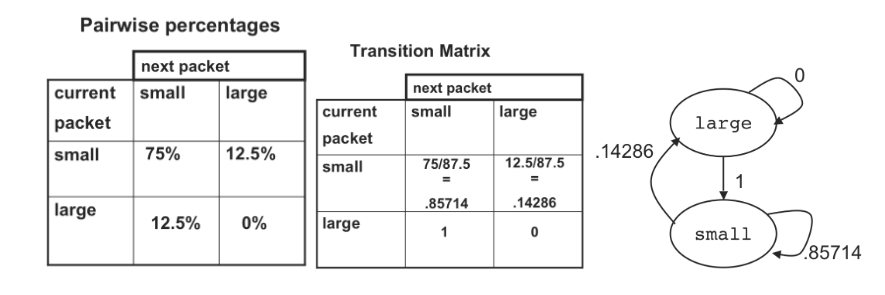 Pairwise percentages
next packet
current packet
small
large
small
75%
12.5%
large
12.5%
0%
Transition Matrix
next packet
current packet
small
large
small
75/87.5
=
.85714
12.5/87.5
=
.14286
large
1
0
0
large
.14286
1
small
.85714